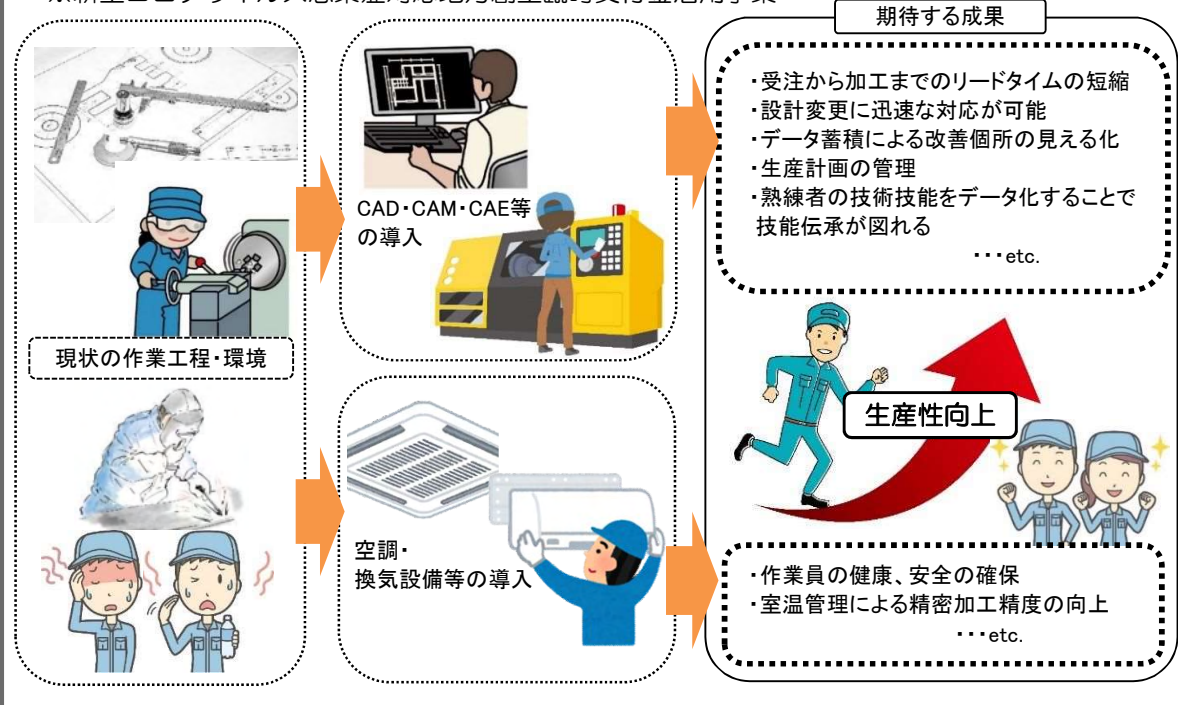 期待する成果
・受注から加工までのリードタイムの短縮
・設計変更に迅速な対応が可能
・データ蓄積による改善個所の見える化
・生産計画の管理
・熟練者の技術技能をデータ化することで
技能伝承が図れる
・・・etc.
CAD・CAM・CAE等
の導入
現状の作業工程・環境
生産性向上
空調・
換気設備等の導入
・作業員の健康、安全の確保
・室温管理による精密加工精度の向上
・・・etc.